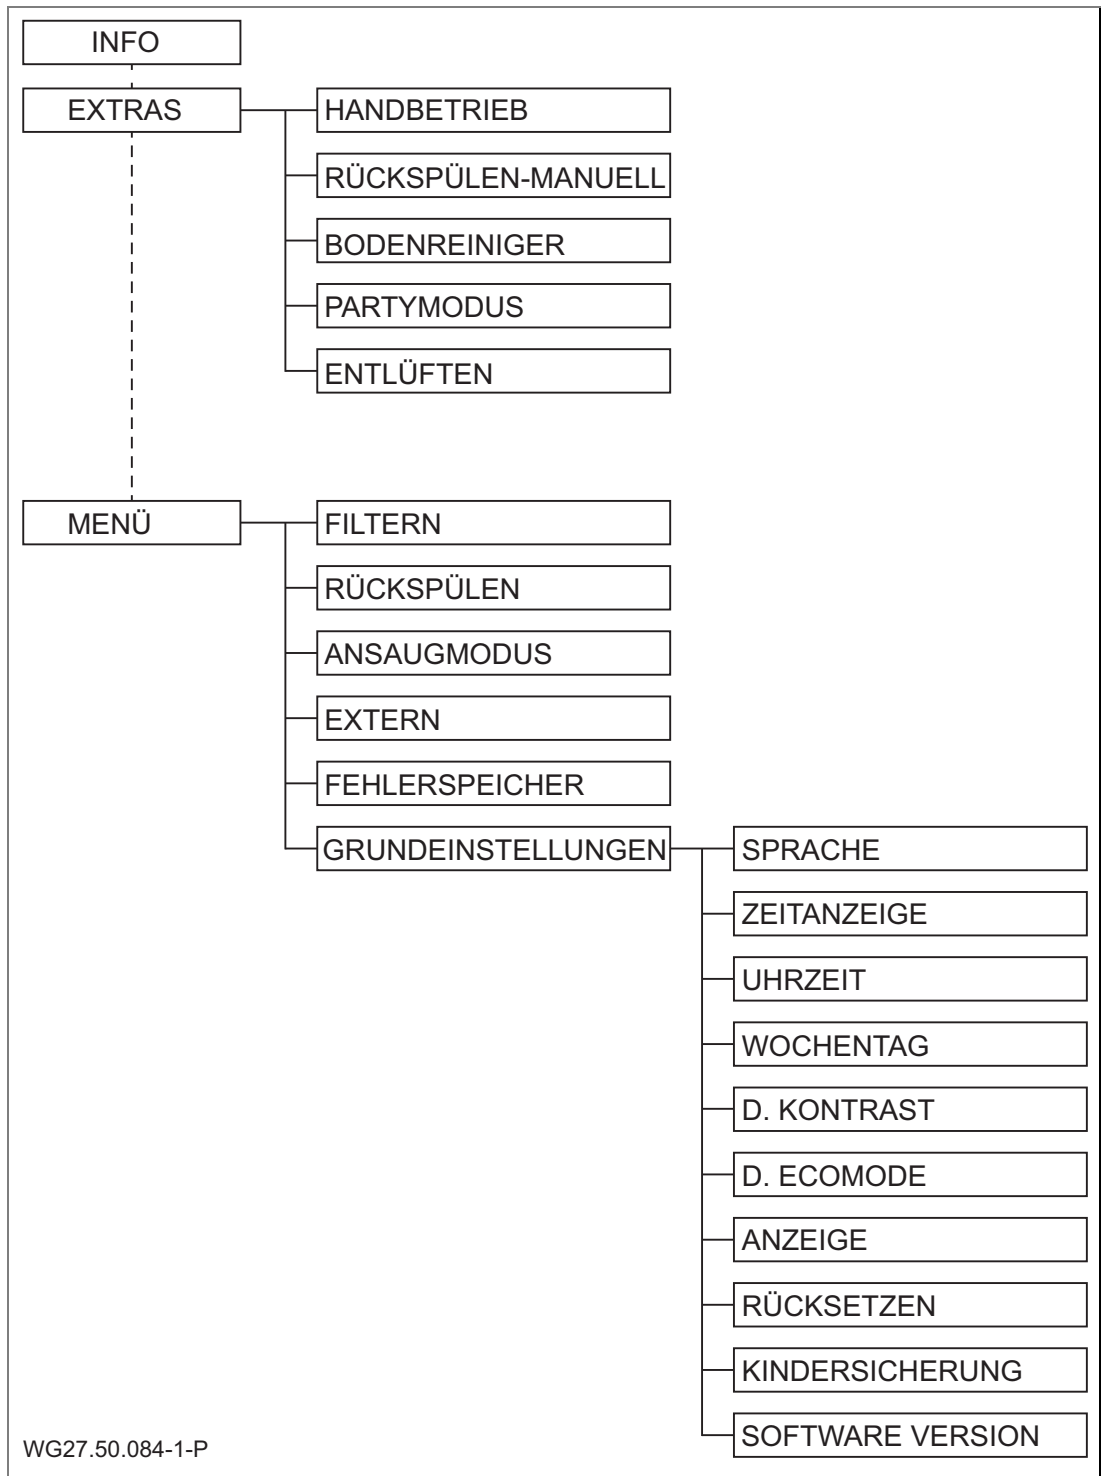 INFO
EXTRAS
HANDBETRIEB
RÜCKSPÜLEN-MANUELL
BODENREINIGER
PARTYMODUS
ENTLÜFTEN
MENÜ
FILTERN
RÜCKSPÜLEN
ANSAUGMODUS
EXTERN
FEHLERSPEICHER
GRUNDEINSTELLUNGEN
SPRACHE
ZEITANZEIGE
UHRZEIT
WOCHENTAG
D. KONTRAST
D. ECOMODE
ANZEIGE
RÜCKSETZEN
KINDERSICHERUNG
SOFTWARE VERSION
WG27.50.084-1-P